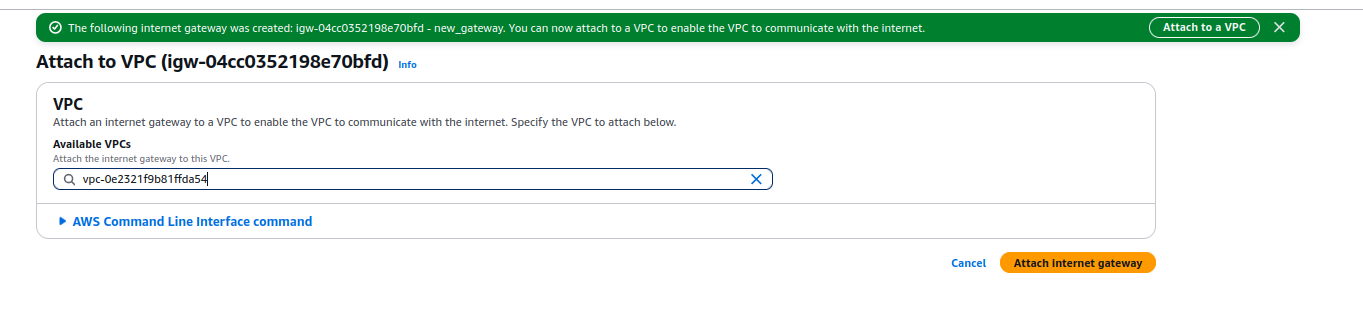 The following internet gateway was created: igw-04cc0352198e70bfd - new_gateway. You can now attach to a VPC to enable the VPC to communicate with the internet. Attach to a VPC
Attach to VPC (igw-04cc0352198e70bfd) Info
VPC
Attach an internet gateway to a VPC to enable the VPC to communicate with the internet. Specify the VPC to attach below.
Available VPCs
Attach the internet gateway to this VPC.
vpc-0e2321f9b81ffda54
AWS Command Line Interface command
Cancel Attach internet gateway